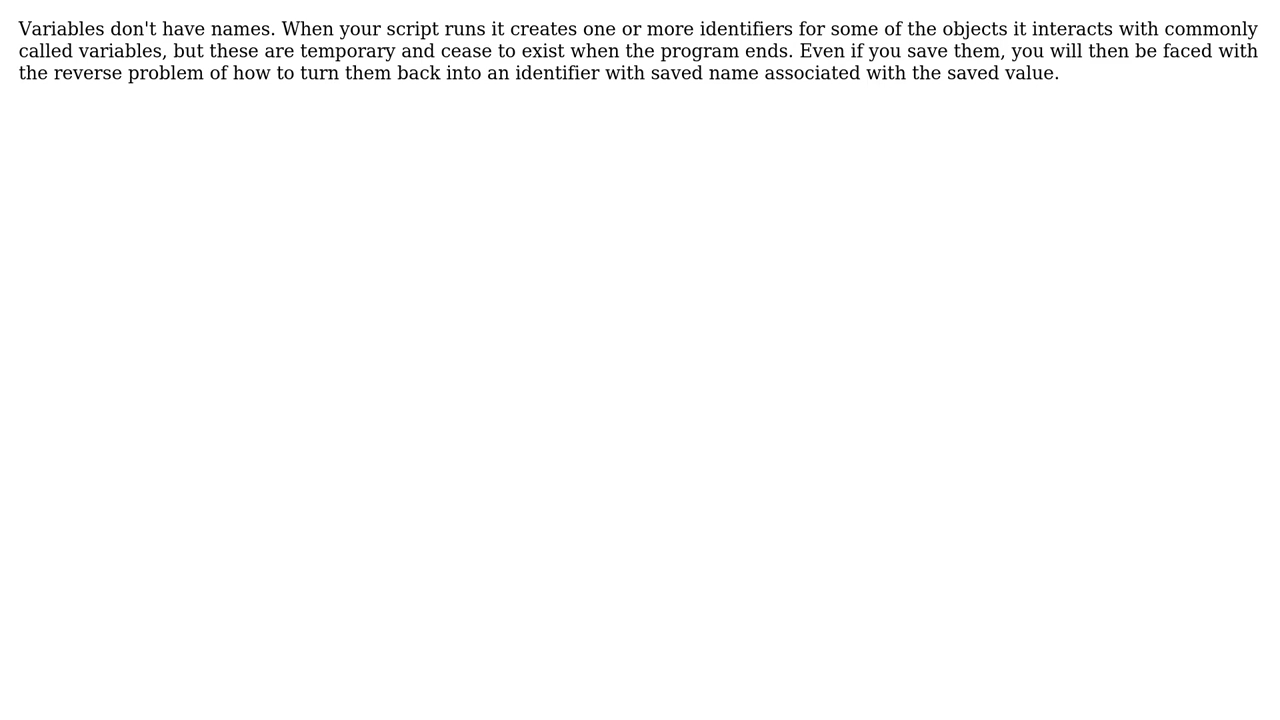 Variables don't have names. When your script runs it creates one or more identifiers for some of the objects it interacts with commonly
called variables, but these are temporary and cease to exist when the program ends. Even if you save them, you will then be faced with
the reverse problem of how to turn them back into an identifier with saved name associated with the saved value.